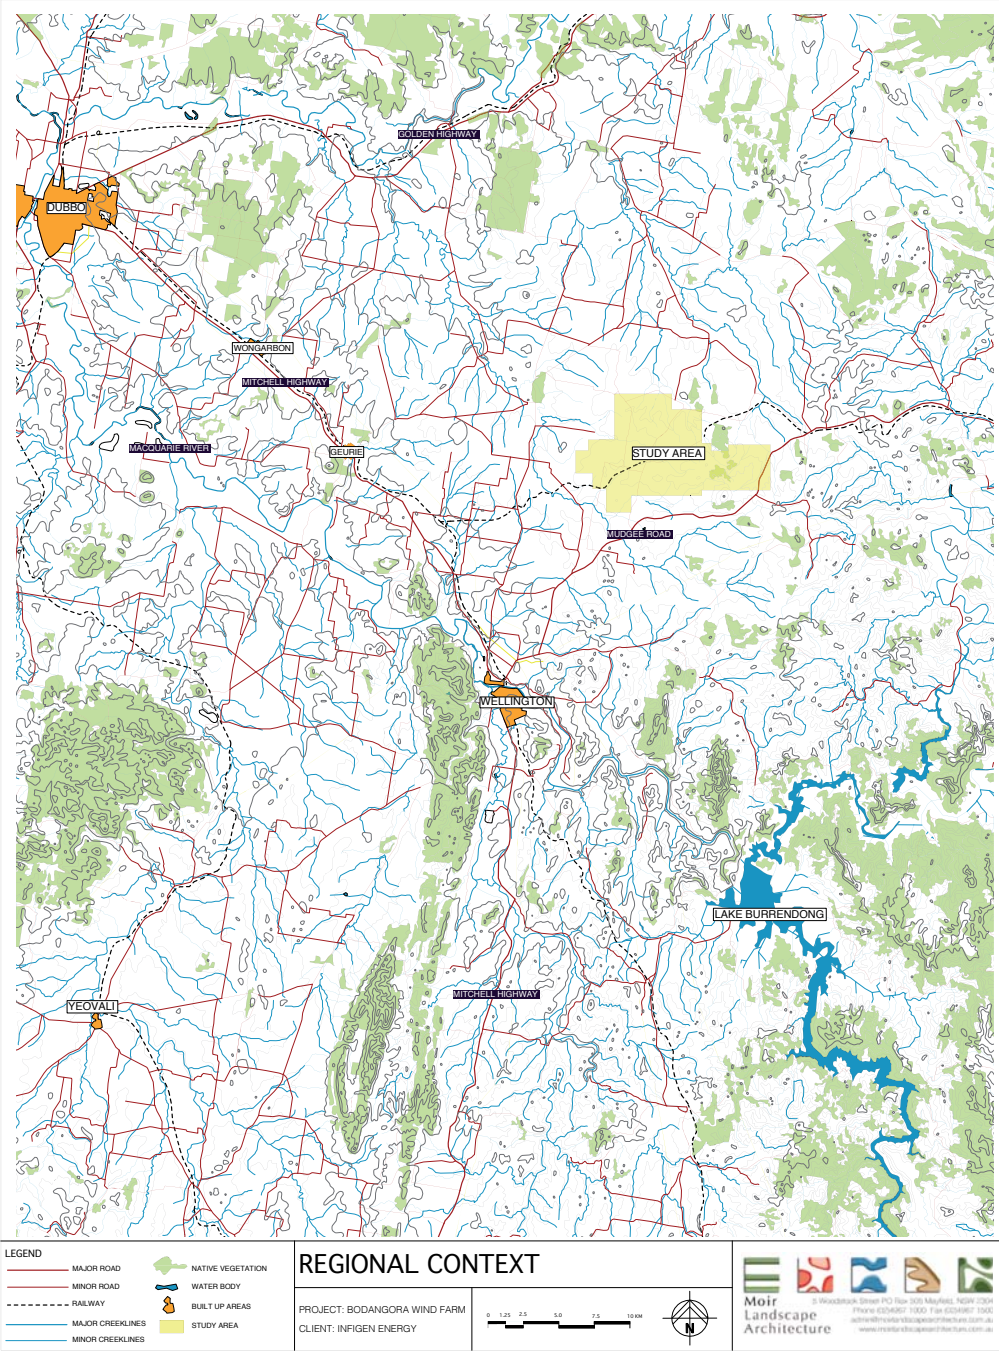 GOLDEN HIGHWAY
DUBBO
WONGARBON
MITCHELL HIGHWAY
MACQUARIE RIVER
GEURIE
STUDY AREA
MUDGEE ROAD
WELLINGTON
LAKE BURRENDONG
MITCHELL HIGHWAY
YEOVALI
LEGEND
MAJOR ROAD
MINOR ROAD
RAILWAY
MAJOR CREEKLINES
MINOR CREEKLINES
NATIVE VEGETATION
WATER BODY
BUILT UP AREAS
STUDY AREA
REGIONAL CONTEXT
PROJECT: BODANGORA WIND FARM
CLIENT: INFIGEN ENERGY
0 1.25 2.5 5.0 7.5 10 KM
N
Moir
Landscape
Architecture